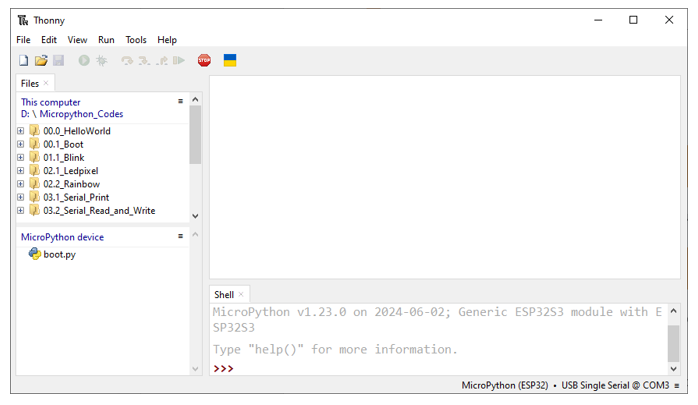 Thonny
File Edit View Run Tools Help
STOP
Files ×
This computer
D: \ Micropython_Codes
00.0_HelloWorld
00.1_Boot
01.1_Blink
02.1_Ledpixel
02.2_Rainbow
03.1_Serial_Print
03.2_Serial_Read_and_Write
MicroPython device
boot.py
Shell ×
MicroPython v1.23.0 on 2024-06-02; Generic ESP32S3 module with E
SP32S3
Type "help()" for more information.
>>>
MicroPython (ESP32) • USB Single Serial @ COM3 ≡